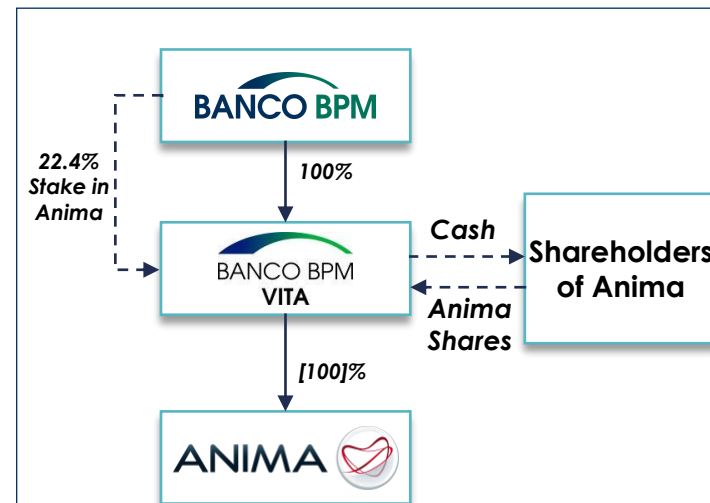 BANCO BPM
22.4%
Stake in
Anima
100%
BANCO BPM
VITA
Cash
Anima
Shares
Shareholders
of Anima
[100]%
ANIMA